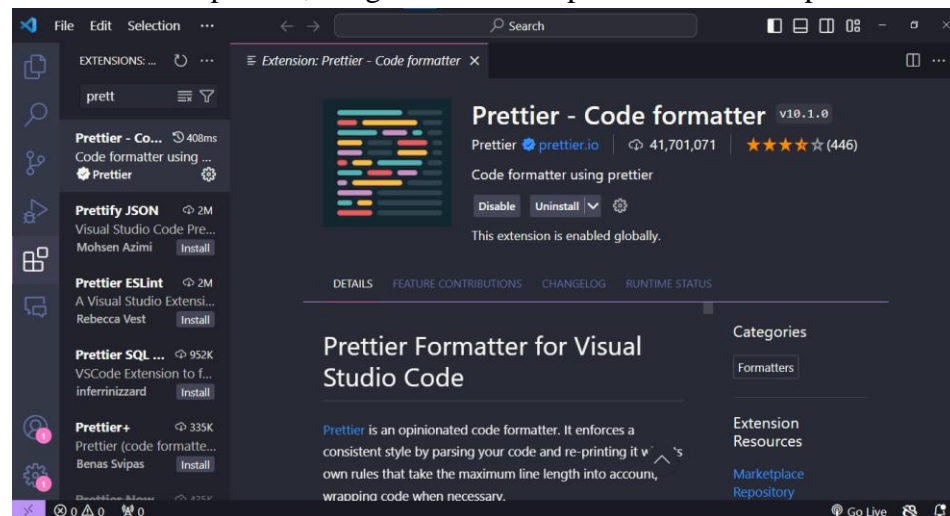 File Edit Selection ... Search
EXTENSIONS: ... ...
Extension: Prettier - Code formatter
prett
Prettier - Co... 408ms
Code formatter using ...
Prettier
Prettify JSON 2M
Visual Studio Code Pre...
Mohsen Azimi Install
Prettier ESLint 2M
A Visual Studio Extensi...
Rebecca Vest Install
Prettier SQL ... 952K
VSCode Extension to f...
inferrinizzard Install
Prettier+ 335K
Prettier (code formatte...
Benas Svipas Install
Prettier Now
Prettier - Code formatter v10.1.0
Prettier prettier.io 41,701,071 (446)
Code formatter using prettier
Disable Uninstall
This extension is enabled globally.
DETAILS FEATURE CONTRIBUTIONS CHANGELOG RUNTIME STATUS
Prettier Formatter for Visual
Studio Code
Prettier is an opinionated code formatter. It enforces a
consistent style by parsing your code and re-printing it
own rules that take the maximum line length into account,
wrapping code when necessary.
Categories
Formatters
Extension
Resources
Marketplace
Repository
1
1
0 0 0 Go Live